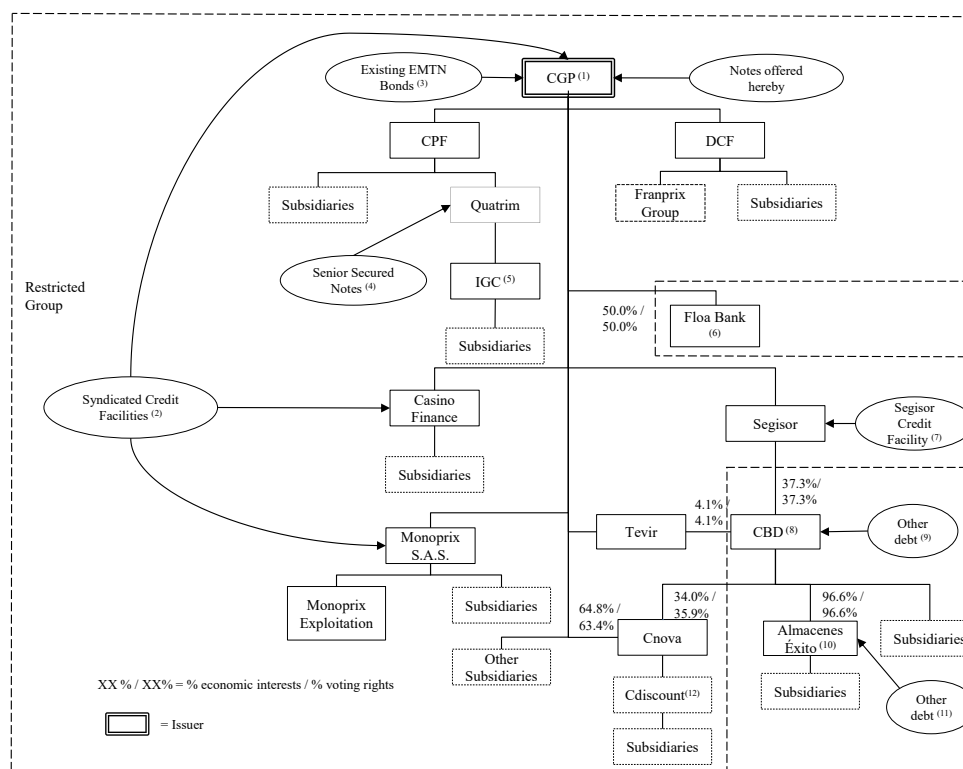 Existing EMTN
Bonds (3)
CGP (1)
Notes offered
hereby
CPF
DCF
Subsidiaries
Quatrim
Franprix
Group
Subsidiaries
Senior Secured
Notes (4)
IGC (5)
Restricted
Group
50.0% /
50.0%
Floa Bank
(6)
Subsidiaries
Syndicated Credit
Facilities (2)
Casino
Finance
Segisor
Segisor
Credit
Facility (7)
Subsidiaries
37.3%/
37.3%
4.1% /
4.1%
Monoprix
S.A.S.
Tevir
CBD (8)
Other
debt (9)
Monoprix
Exploitation
Subsidiaries
64.8% /
63.4%
34.0% /
35.9%
96.6% /
96.6%
Other
Subsidiaries
Cnova
Almacenes
Éxito (10)
Subsidiaries
XX % / XX% = % economic interests / % voting rights
Cdiscount(12)
Subsidiaries
Other
debt (11)
= Issuer
Subsidiaries